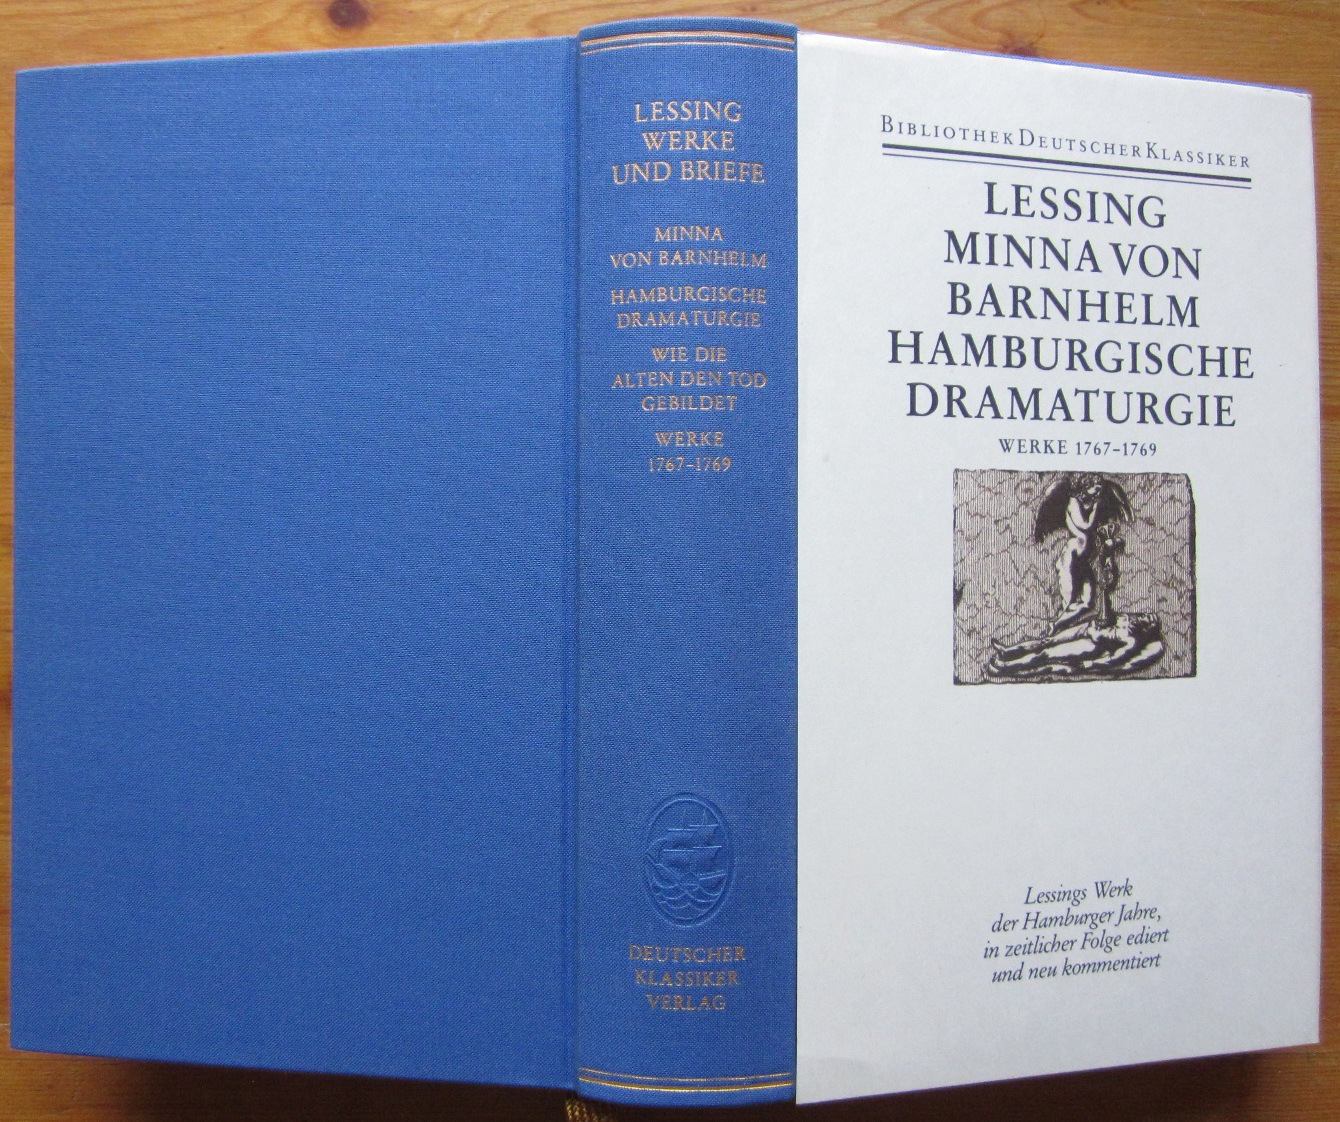 LESSING
WERKE
UND BRIEFE
MINNA
VON BARNHELM
HAMBURGISCHE
DRAMATURGIE
WIE DIE
ALTEN DEN TOD
GEBILDET
WERKE
1767–1769
DEUTSCHER
KLASSIKER
VERLAG
BIBLIOTHEK DEUTSCHER KLASSIKER
LESSING
MINNA VON
BARNHELM
HAMBURGISCHE
DRAMATURGIE
WERKE 1767–1769
Lessings Werk
der Hamburger Jahre,
in zeitlicher Folge ediert
und neu kommentiert